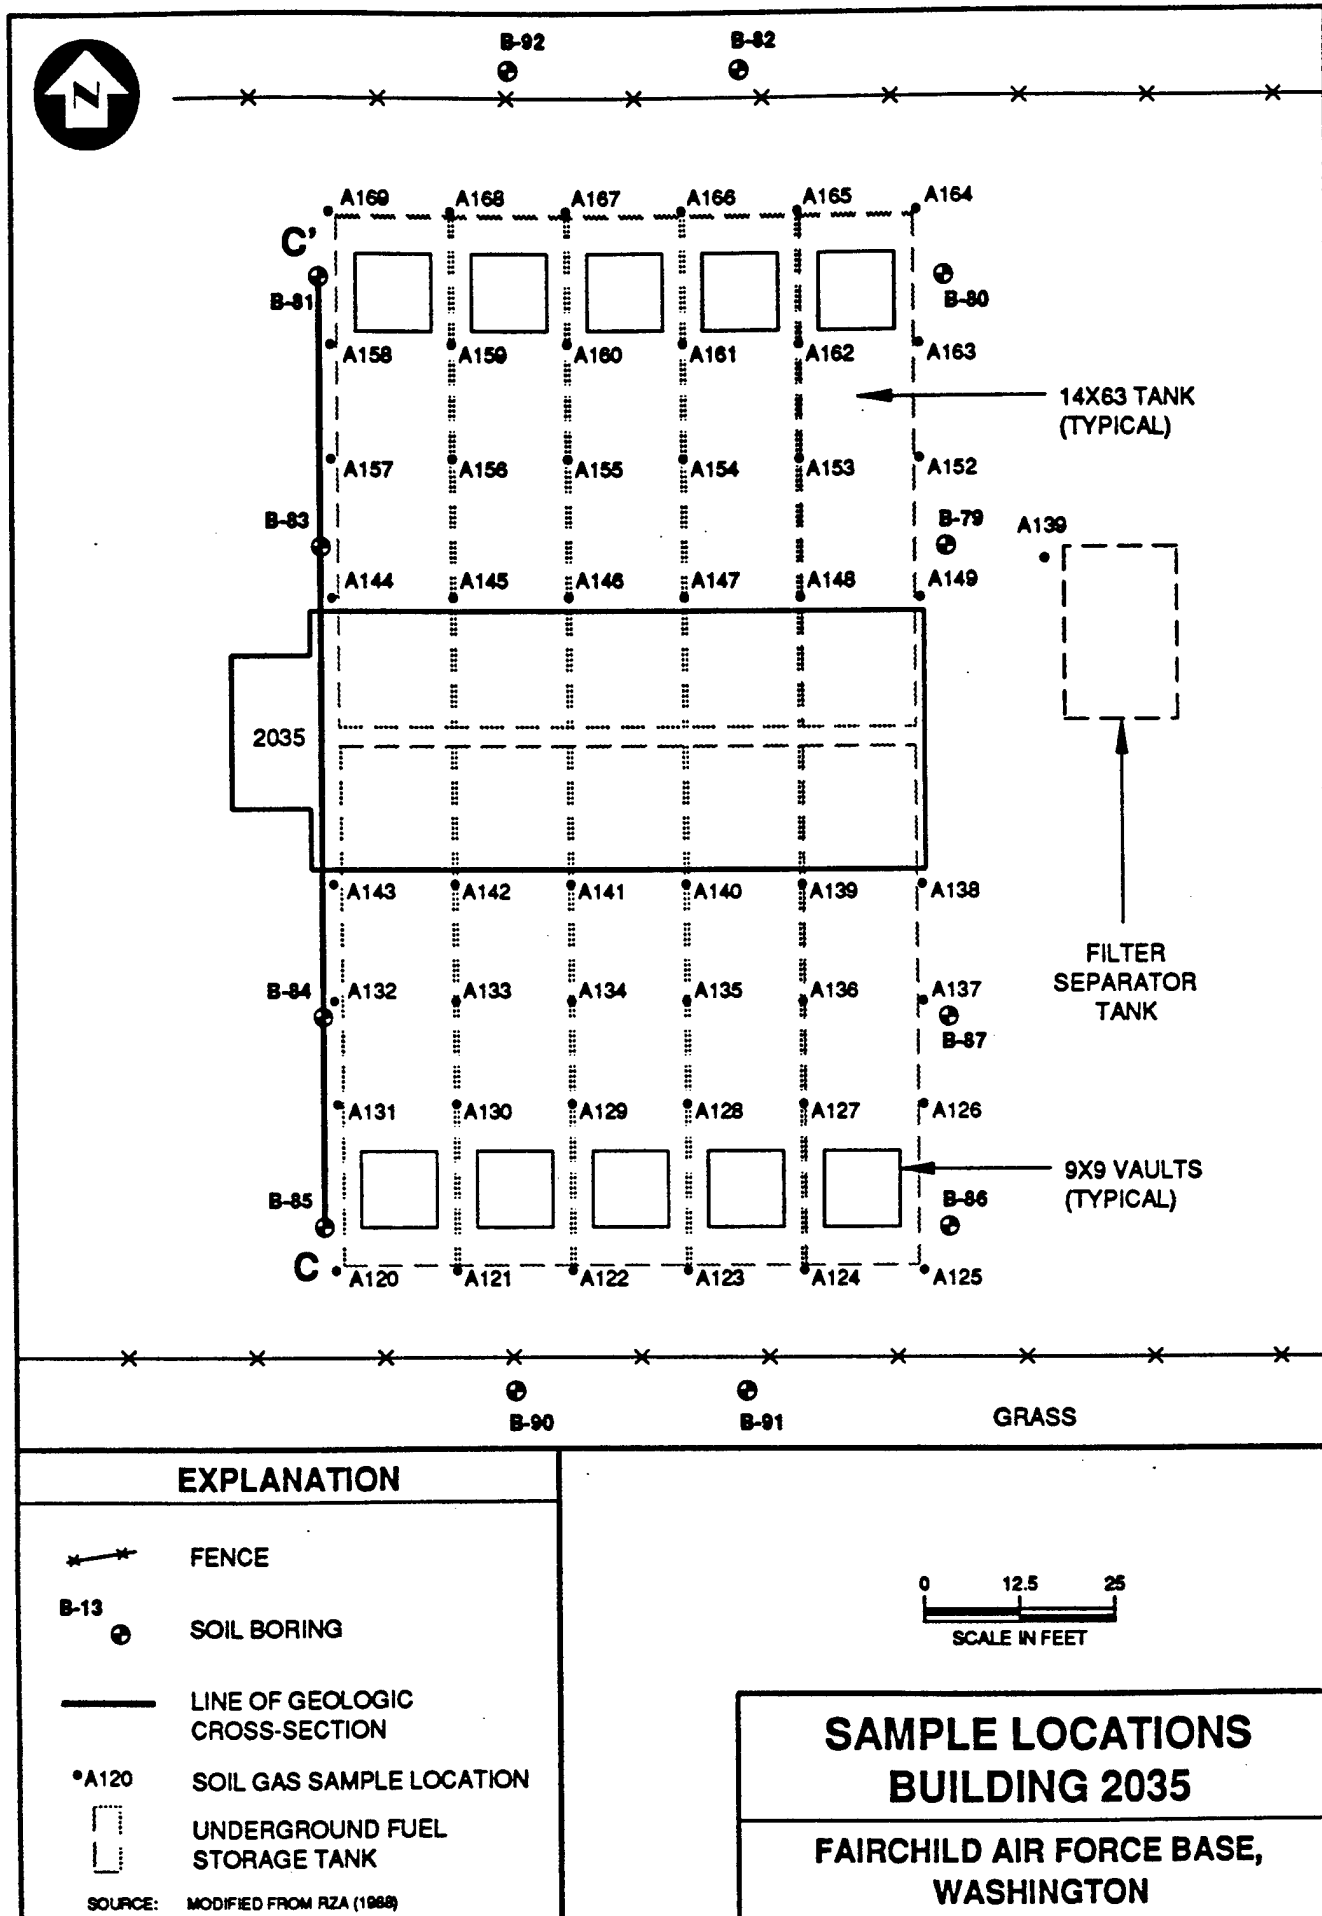 B-92
B-82
N
A169
A168
A167
A166
A165
A164
C'
B-81
B-80
A158
A159
A160
A161
A162
A163
14X63 TANK
(TYPICAL)
A157
A156
A155
A154
A153
A152
B-83
B-79
A139
A144
A145
A146
A147
A148
A149
2035
A143
A142
A141
A140
A139
A138
FILTER
SEPARATOR
TANK
B-84
A132
A133
A134
A135
A136
A137
B-87
A131
A130
A129
A128
A127
A126
9X9 VAULTS
(TYPICAL)
B-85
B-86
C
A120
A121
A122
A123
A124
A125
B-90
B-91
GRASS
EXPLANATION
FENCE
B-13
SOIL BORING
LINE OF GEOLOGIC
CROSS-SECTION
A120
SOIL GAS SAMPLE LOCATION
UNDERGROUND FUEL
STORAGE TANK
SOURCE: MODIFIED FROM RZA (1988)
0 12.5 25
SCALE IN FEET
SAMPLE LOCATIONS
BUILDING 2035
FAIRCHILD AIR FORCE BASE,
WASHINGTON